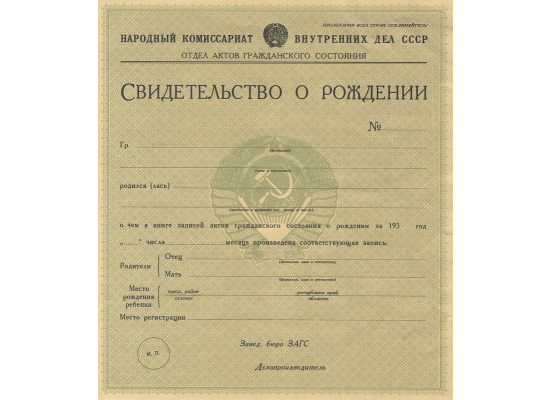 ПРОЛЕТАРИИ ВСЕХ СТРАН, СОЕДИНЯЙТЕСЬ!
НАРОДНЫЙ КОМИССАРИАТ ВНУТРЕННИХ ДЕЛ СССР
ОТДЕЛ АКТОВ ГРАЖДАНСКОГО СОСТОЯНИЯ
СВИДЕТЕЛЬСТВО О РОЖДЕНИИ
№
Гр.
(фамилия)
(имя и отчество)
родился (лась)
о чем в книге записей актов гражданского состояния о рождении за 193 год
„ " числа месяца произведена соответствующая запись.
Родители
Отец
(фамилия, имя и отчество)
Мать
(фамилия, имя и отчество)
Место рождения ребенка
город, район
селение
республика край
область
Место регистрации
М. П.
Завед. бюро ЗАГС
Делопроизводитель